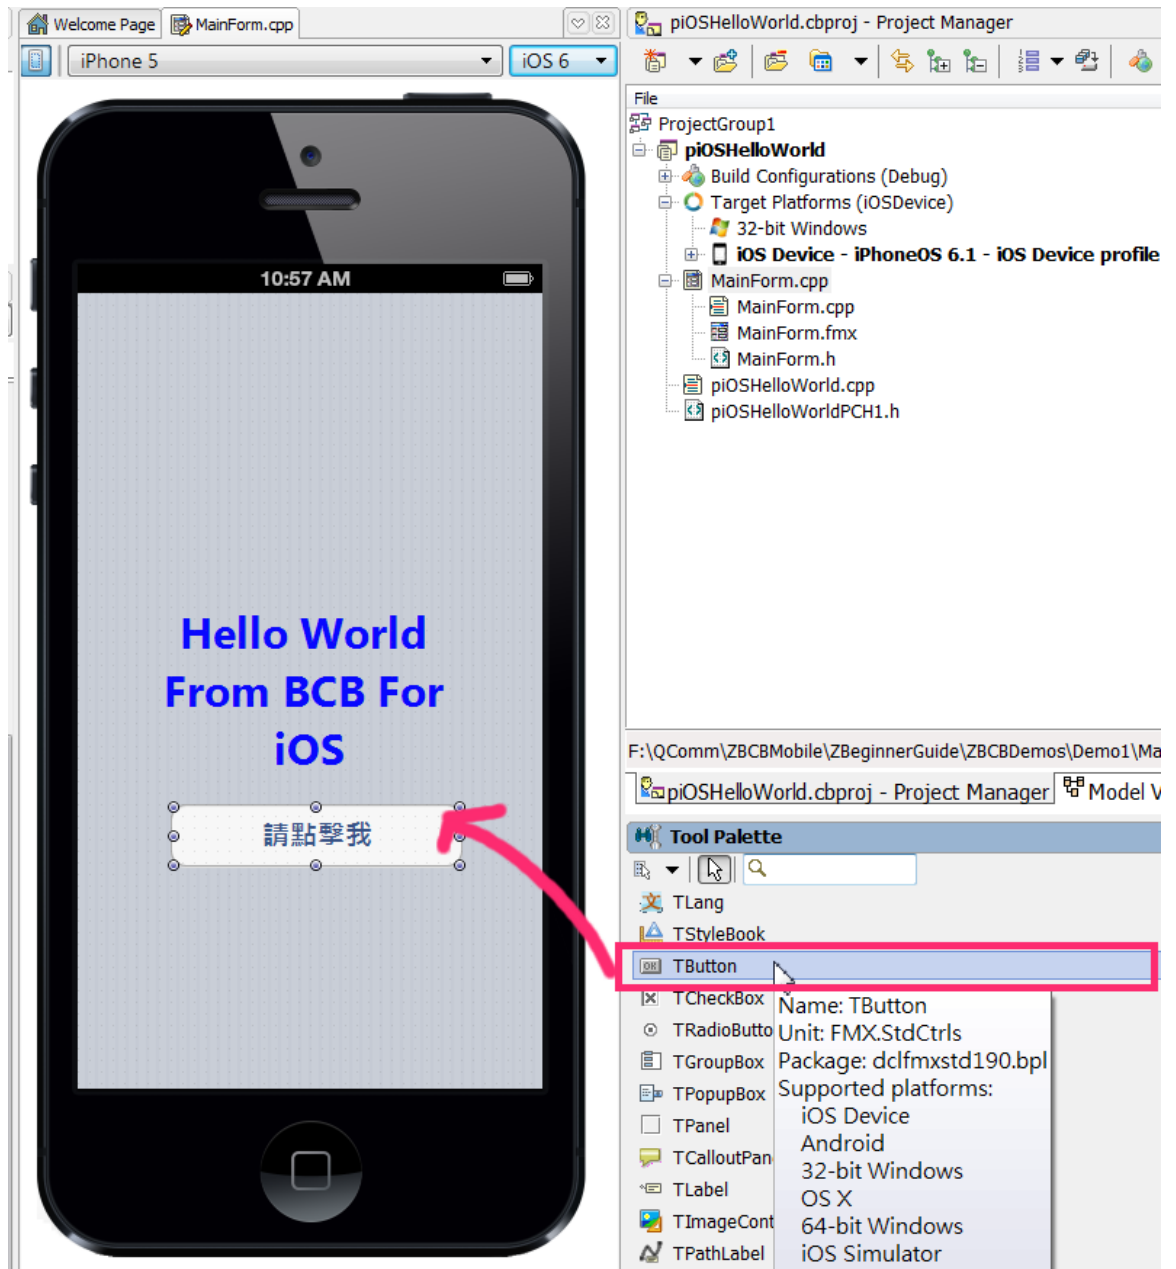 Welcome Page
MainForm.cpp
iPhone 5
iOS 6
10:57 AM
Hello World
From BCB For
iOS
請點擊我
piOSHelloWorld.cbproj - Project Manager
File
ProjectGroup1
piOSHelloWorld
Build Configurations (Debug)
Target Platforms (iOSDevice)
32-bit Windows
iOS Device - iPhoneOS 6.1 - iOS Device profile
MainForm.cpp
MainForm.cpp
MainForm.fmx
MainForm.h
piOSHelloWorld.cpp
piOSHelloWorldPCH1.h
F:\QComm\ZBCBMobile\ZBeginnerGuide\ZBCBDemos\Demo1\Ma
piOSHelloWorld.cbproj - Project Manager
Model V
Tool Palette
TLang
TStyleBook
OK TButton
TCheckBox
TRadioButto
TGroupBox
TPopupBox
TPanel
TCalloutPan
TLabel
TImageCont
TPathLabel
Name: TButton
Unit: FMX.StdCtrls
Package: dclfmxstd190.bpl
Supported platforms:
iOS Device
Android
32-bit Windows
OS X
64-bit Windows
iOS Simulator